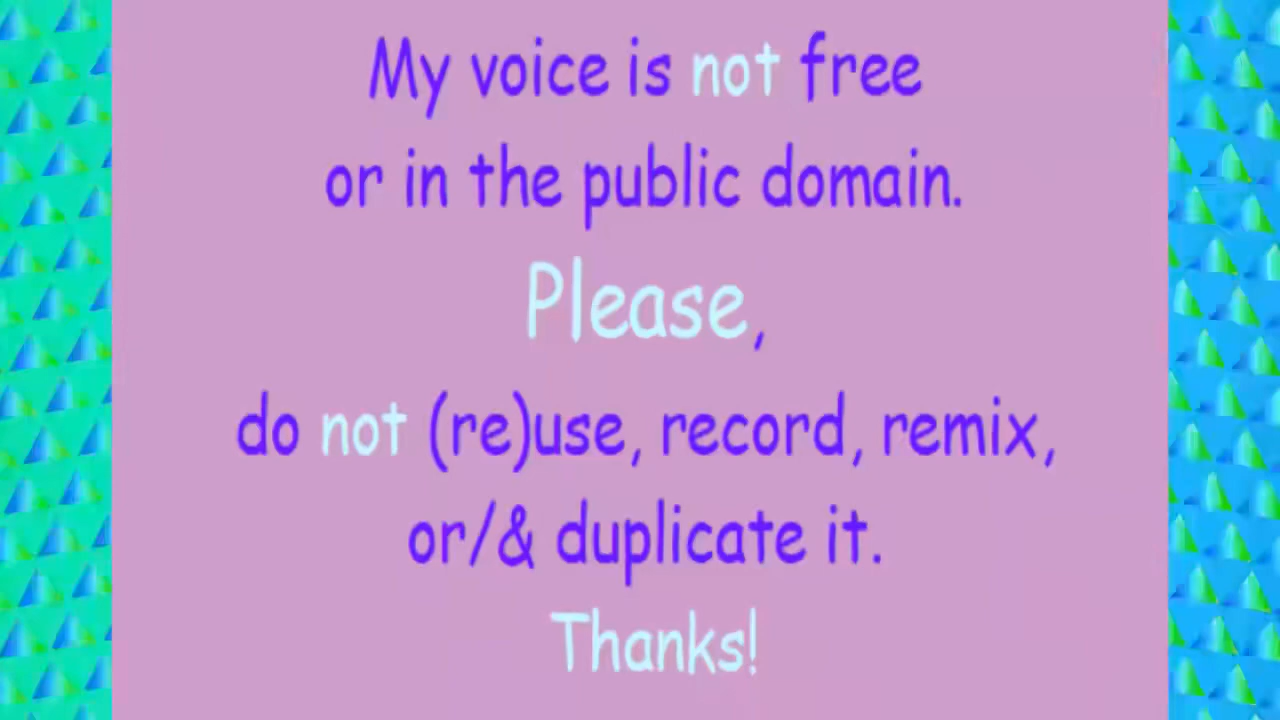 My voice is not free
or in the public domain.
Please,
do not (re)use, record, remix,
or/& duplicate it.
Thanks!